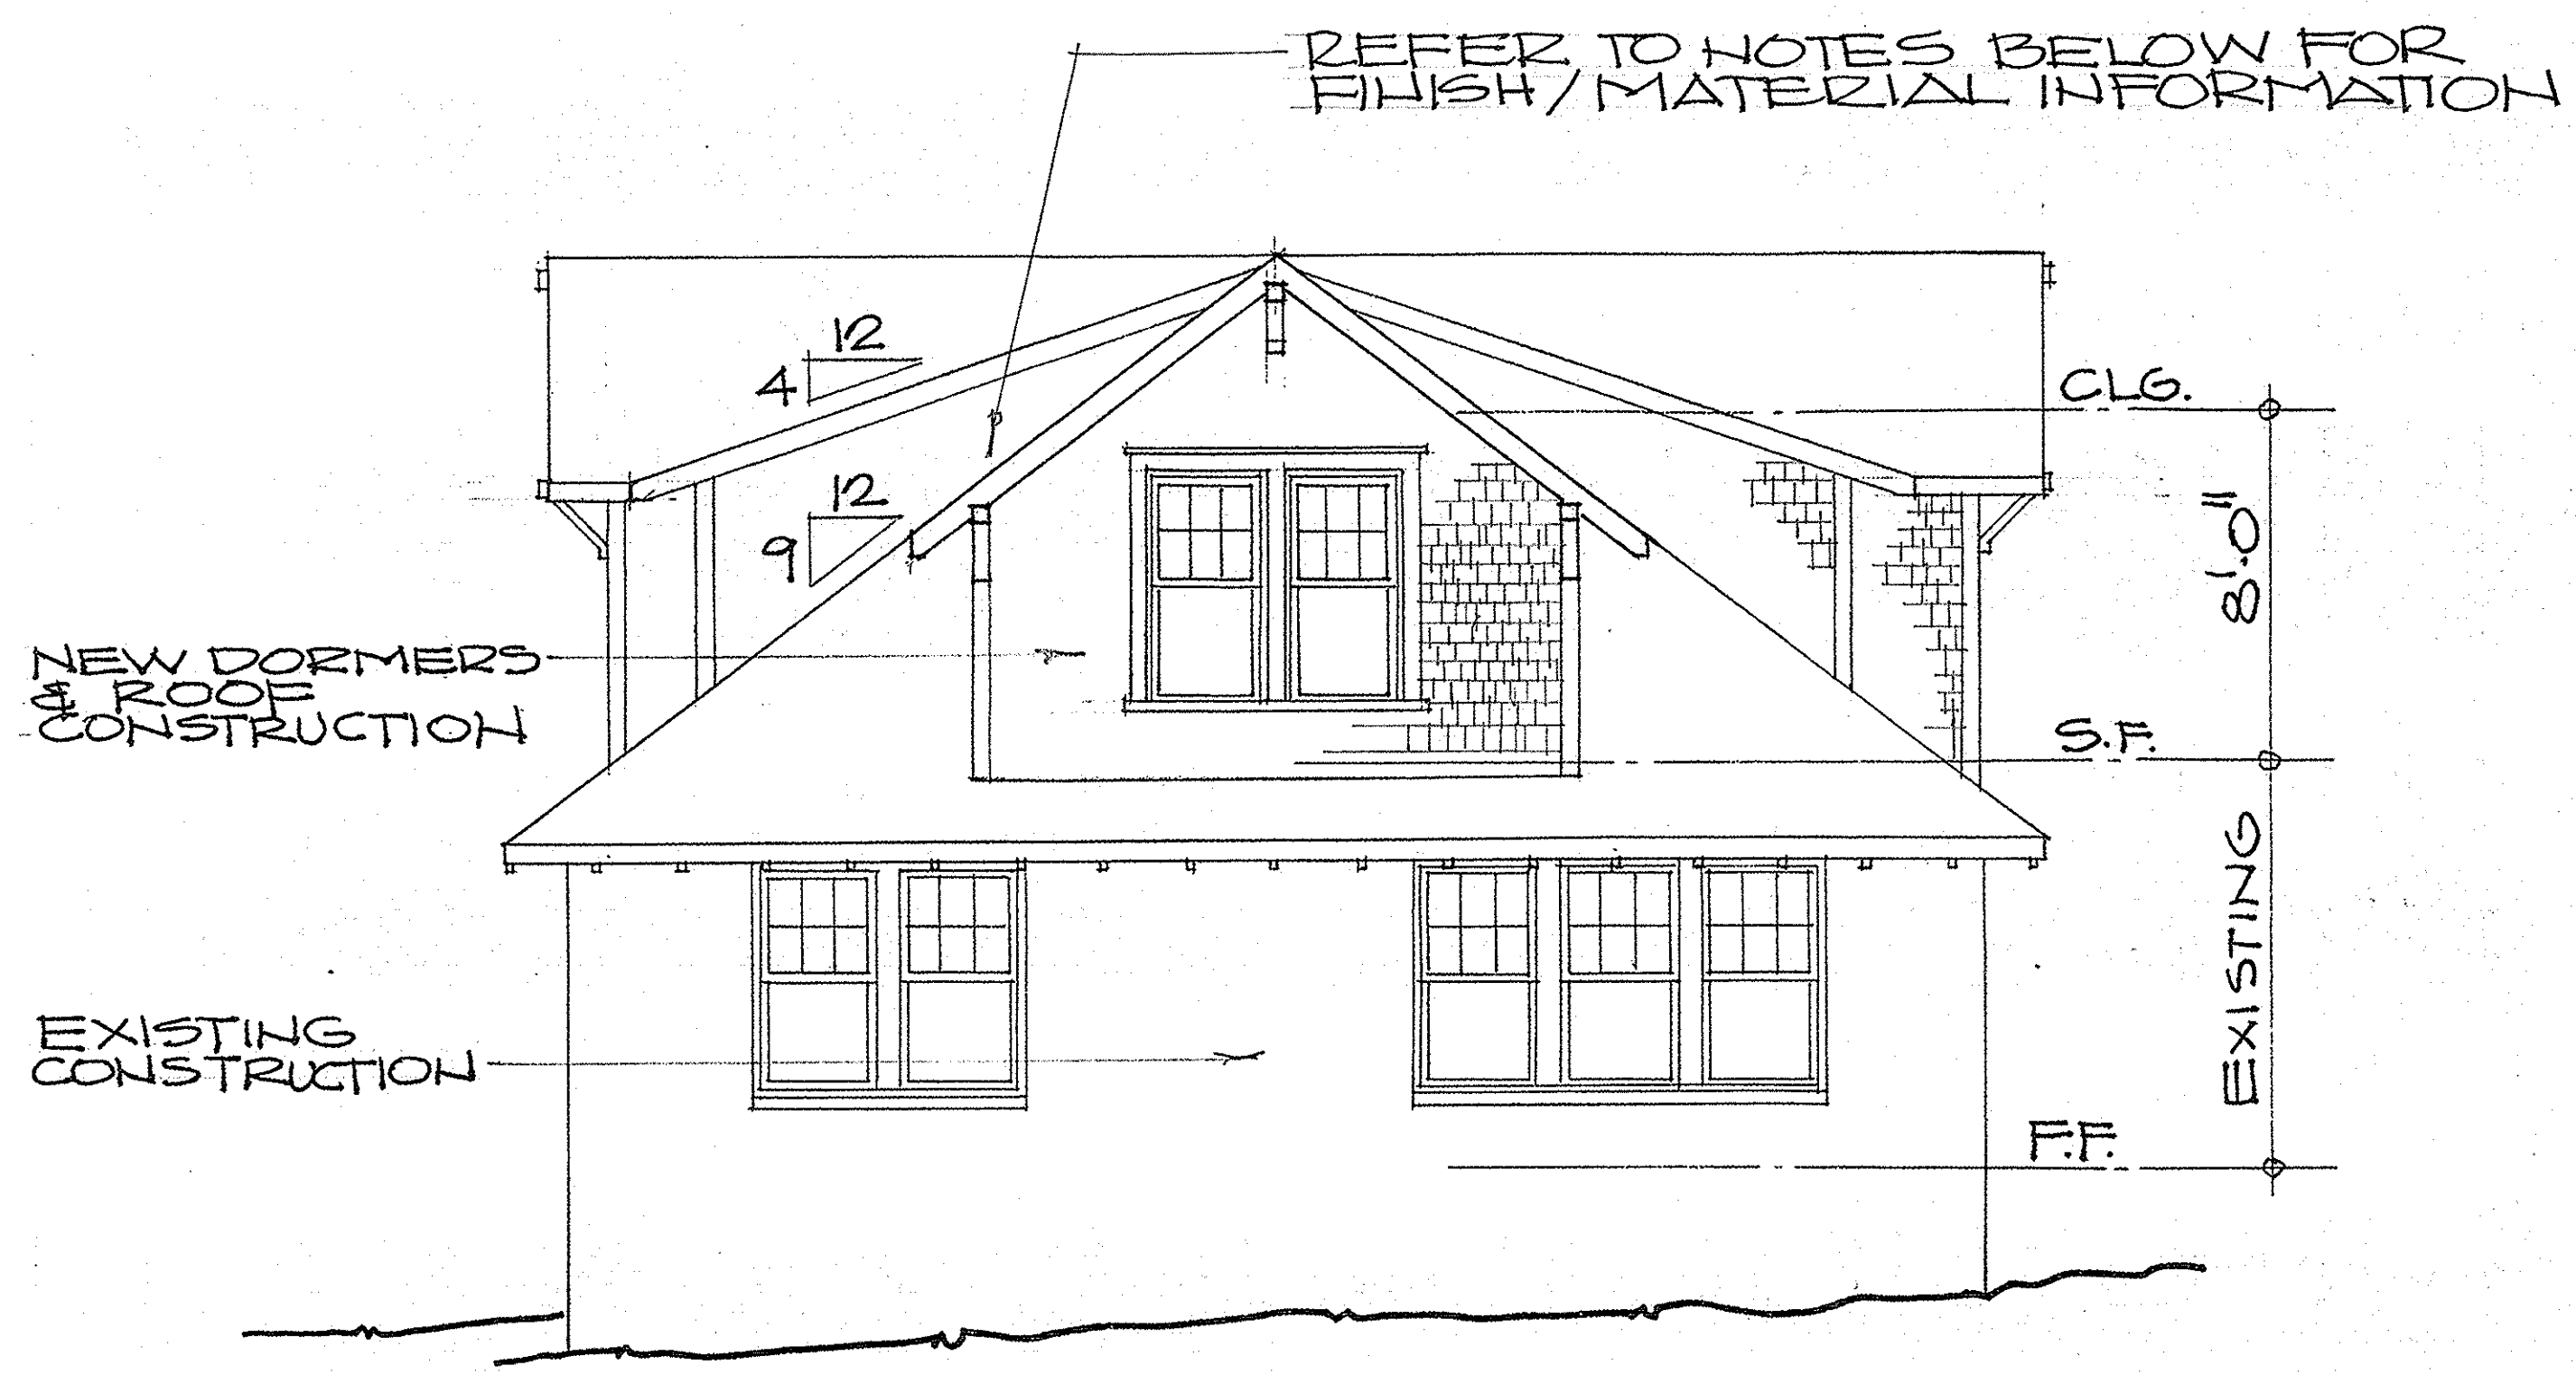 REFER TO NOTES BELOW FOR
FINISH/MATERIAL INFORMATION
12
4
CLG.
12
9
8'.0"
NEW DORMERS
& ROOF
CONSTRUCTION
S.F.
EXISTING
EXISTING
CONSTRUCTION
F.F.